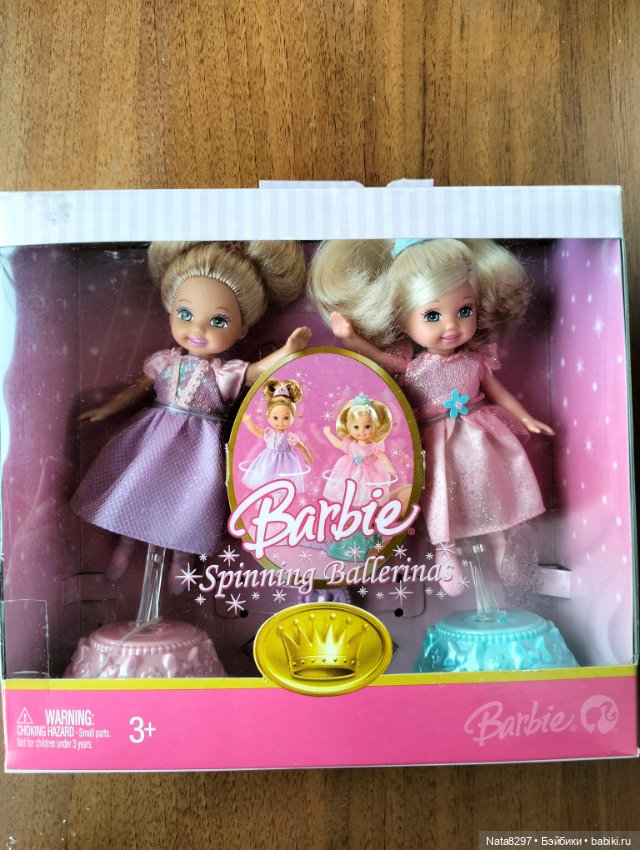 Barbie®
Spinning Ballerinas
WARNING:
CHOKING HAZARD - Small parts.
Not for children under 3 years.
3+
Barbie®
Nata8297 • Бэйбики • babiki.ru